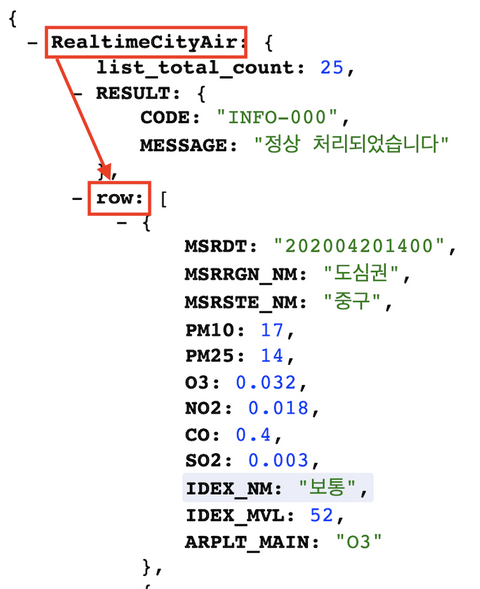 {
- RealtimeCityAir: {
list_total_count: 25,
- RESULT: {
CODE: "INFO-000",
MESSAGE: "정상 처리되었습니다"
},
- row: [
- {
MSRDT: "202004201400",
MSRRGN_NM: "도심권",
MSRSTE_NM: "중구",
PM10: 17,
PM25: 14,
O3: 0.032,
NO2: 0.018,
CO: 0.4,
SO2: 0.003,
IDEX_NM: "보통",
IDEX_MVL: 52,
ARPLT_MAIN: "O3"
},
{